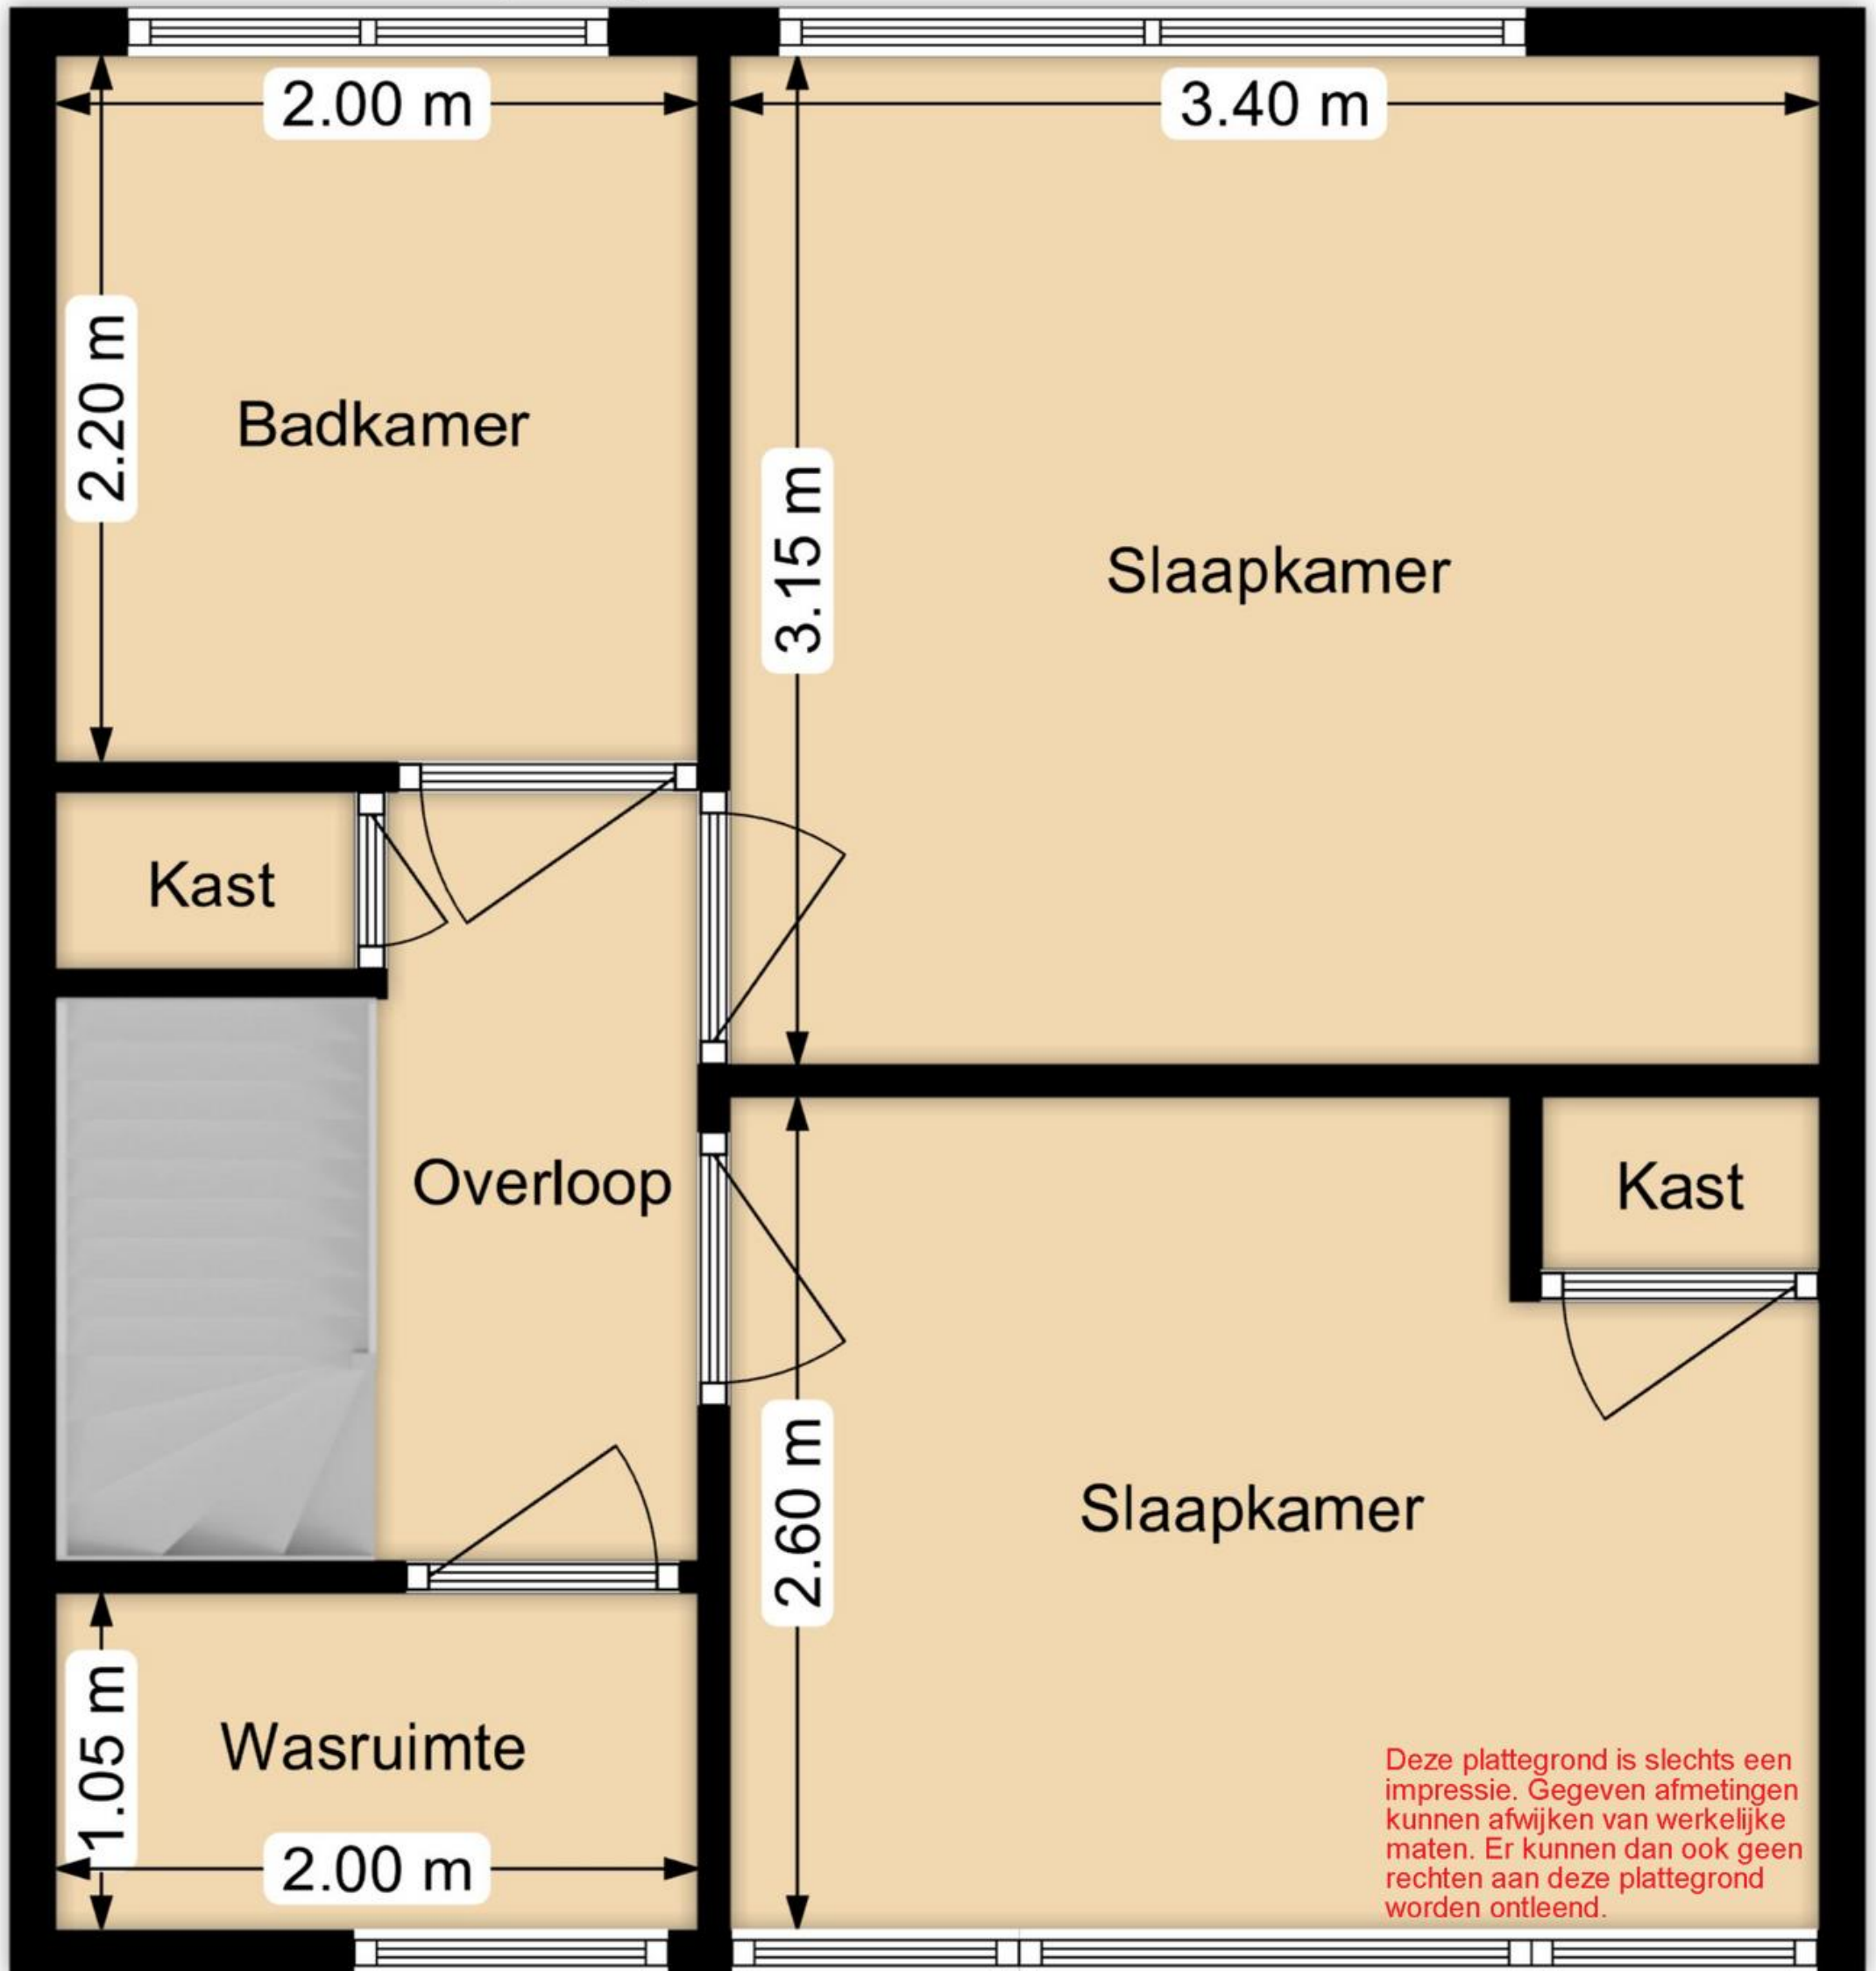 2.00 m
3.40 m
2.20 m
Badkamer
3.15 m
Slaapkamer
Kast
Overloop
Kast
2.60 m
Slaapkamer
1.05 m
Wasruimte
2.00 m
Deze plattegrond is slechts een
impressie. Gegeven afmetingen
kunnen afwijken van werkelijke
maten. Er kunnen dan ook geen
rechten aan deze plattegrond
worden ontleend.